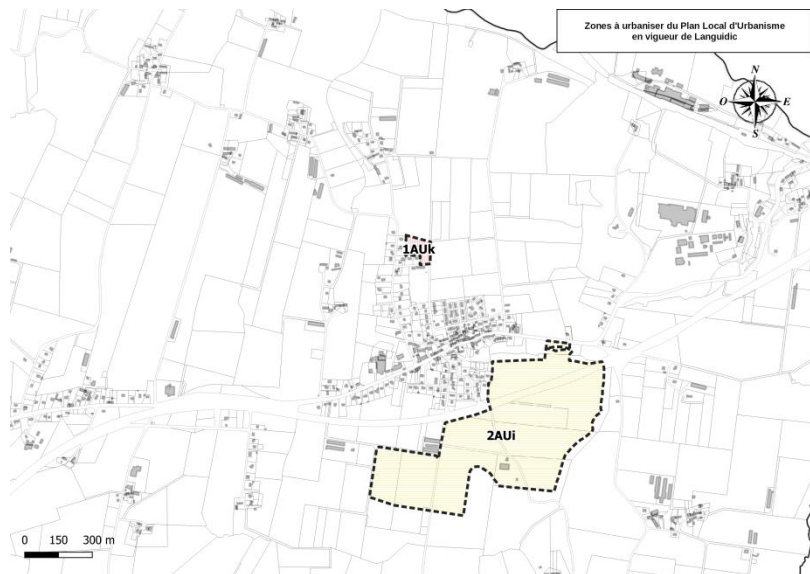 Zones à urbaniser du Plan Local d'Urbanisme
en vigueur de Languidic
N
O
E
S
1AUk
2AUi
0 150 300 m